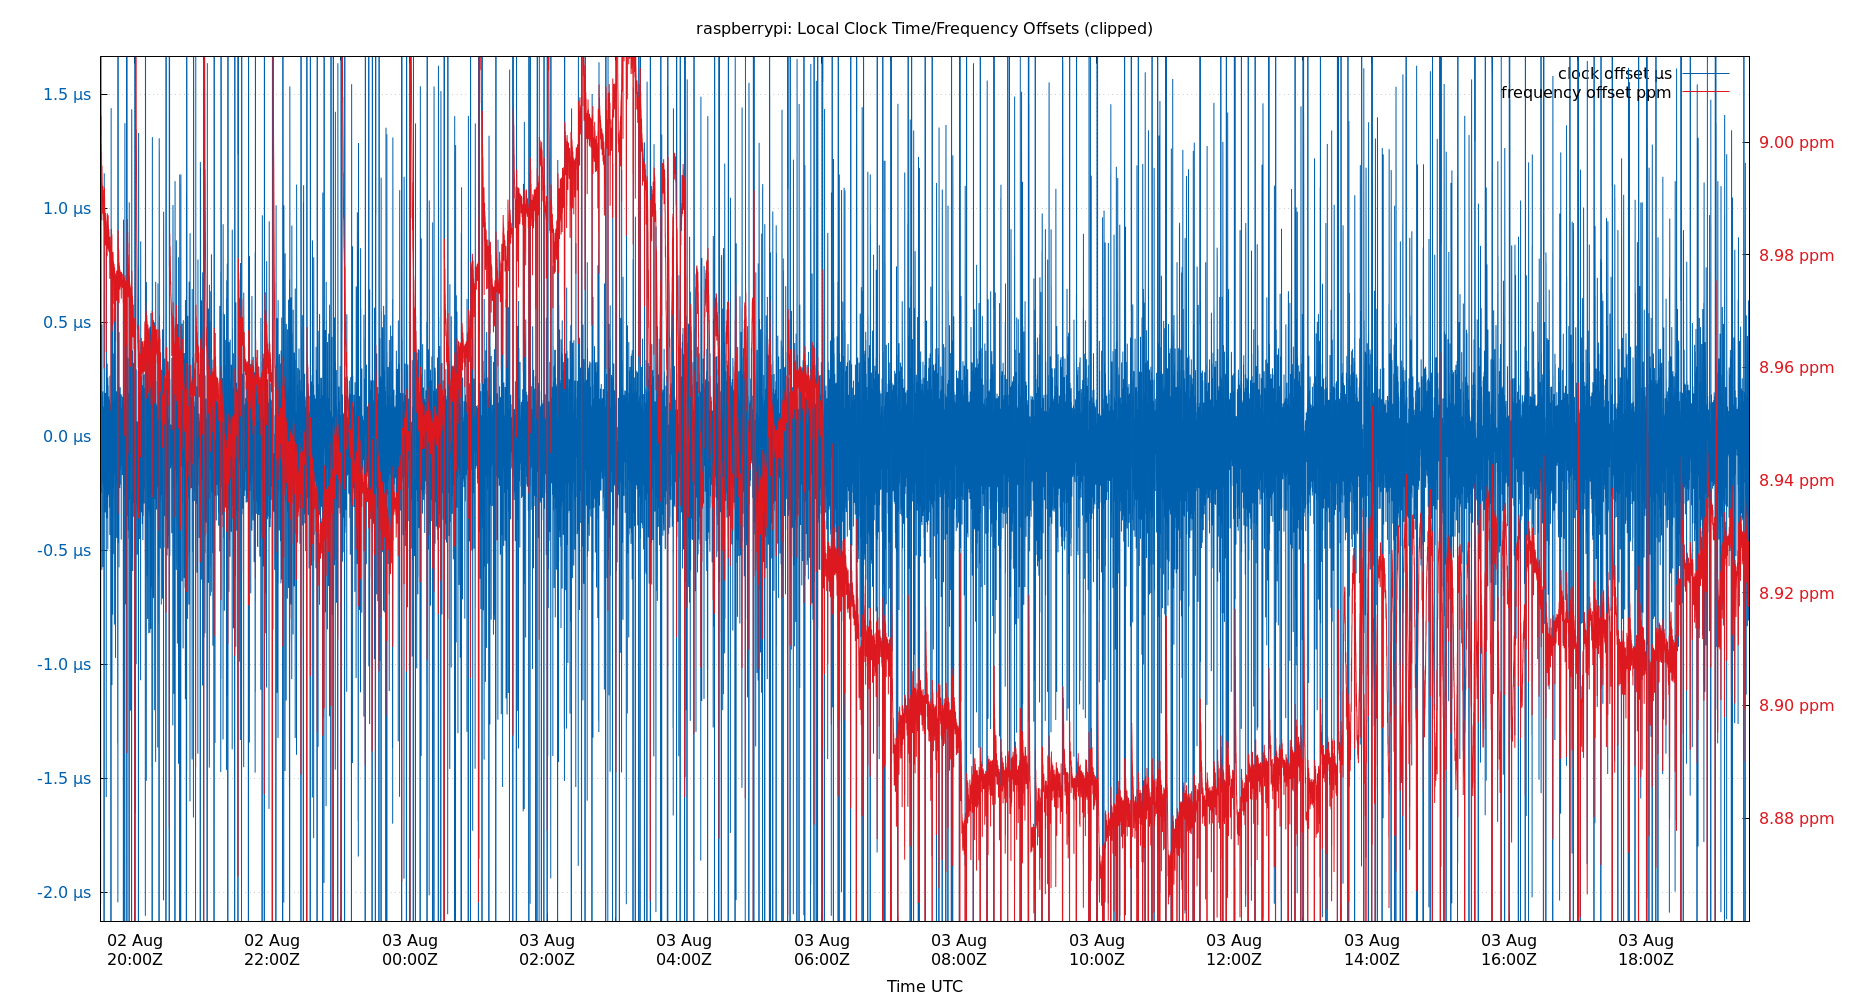 raspberrypi: Local Clock Time/Frequency Offsets (clipped)
clock offset µs
frequency offset ppm
1.5 µs
1.0 µs
0.5 µs
0.0 µs
-0.5 µs
-1.0 µs
-1.5 µs
-2.0 µs
9.00 ppm
8.98 ppm
8.96 ppm
8.94 ppm
8.92 ppm
8.90 ppm
8.88 ppm
02 Aug 02 Aug 03 Aug 03 Aug 03 Aug 03 Aug 03 Aug 03 Aug 03 Aug 03 Aug 03 Aug 03 Aug
20:00Z 22:00Z 00:00Z 02:00Z 04:00Z 06:00Z 08:00Z 10:00Z 12:00Z 14:00Z 16:00Z 18:00Z
Time UTC